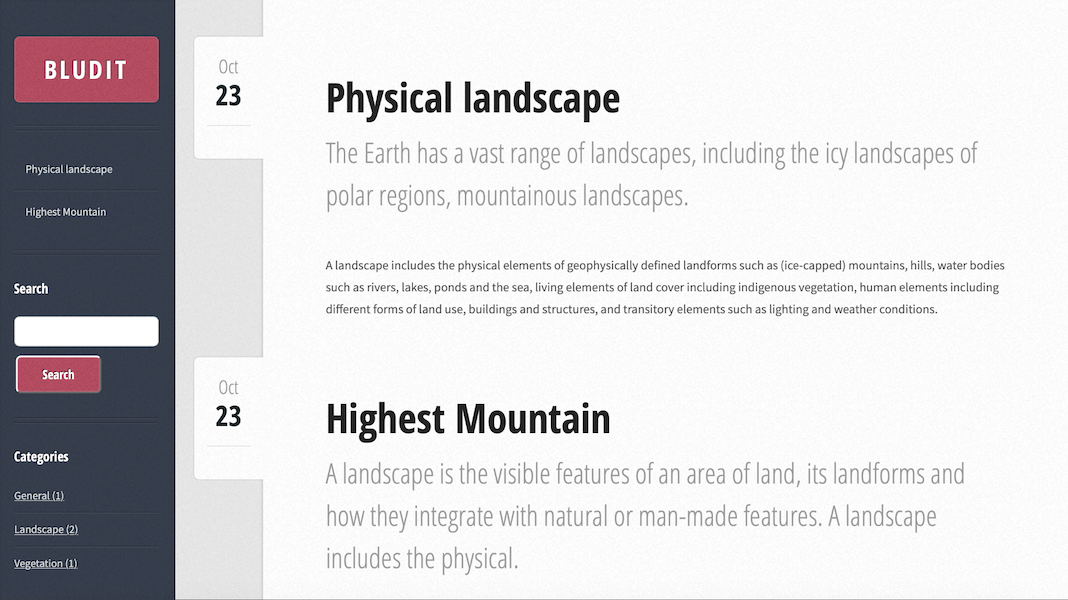 BLUDIT
Physical landscape
Highest Mountain
Search
Search
Categories
General (1)
Landscape (2)
Vegetation (1)
Oct
23
Physical landscape
The Earth has a vast range of landscapes, including the icy landscapes of
polar regions, mountainous landscapes.
A landscape includes the physical elements of geophysically defined landforms such as (ice-capped) mountains, hills, water bodies
such as rivers, lakes, ponds and the sea, living elements of land cover including indigenous vegetation, human elements including
different forms of land use, buildings and structures, and transitory elements such as lighting and weather conditions.
Oct
23
Highest Mountain
A landscape is the visible features of an area of land, its landforms and
how they integrate with natural or man-made features. A landscape
includes the physical.